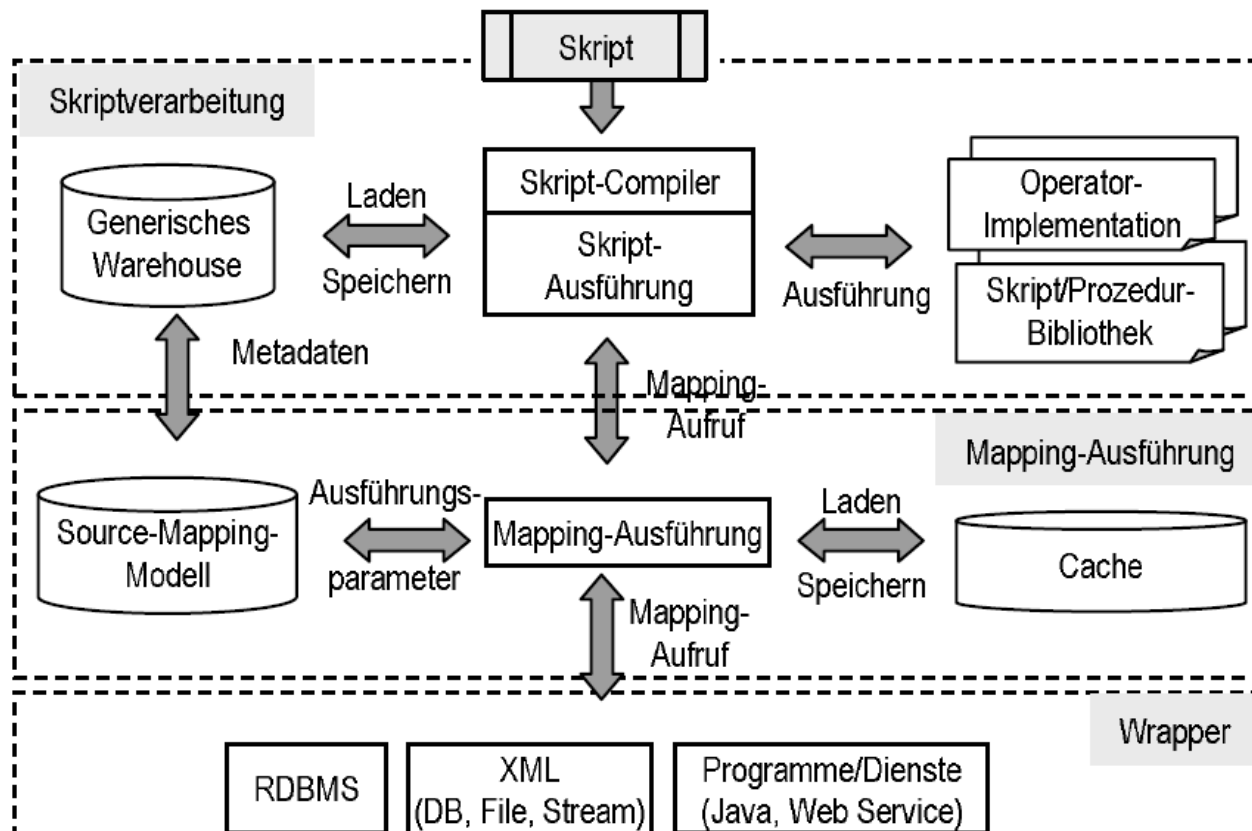 Skript
Skriptverarbeitung
Skript-Compiler
Skript-
Ausführung
Generisches
Warehouse
Laden
Speichern
Ausführung
Operator-
Implementation
Skript/Prozedur-
Bibliothek
Metadaten
Mapping-
Aufruf
Mapping-Ausführung
Source-Mapping-
Modell
Ausführungs-
parameter
Mapping-Ausführung
Laden
Speichern
Cache
Mapping-
Aufruf
Wrapper
RDBMS
XML
(DB, File, Stream)
Programme/Dienste
(Java, Web Service)